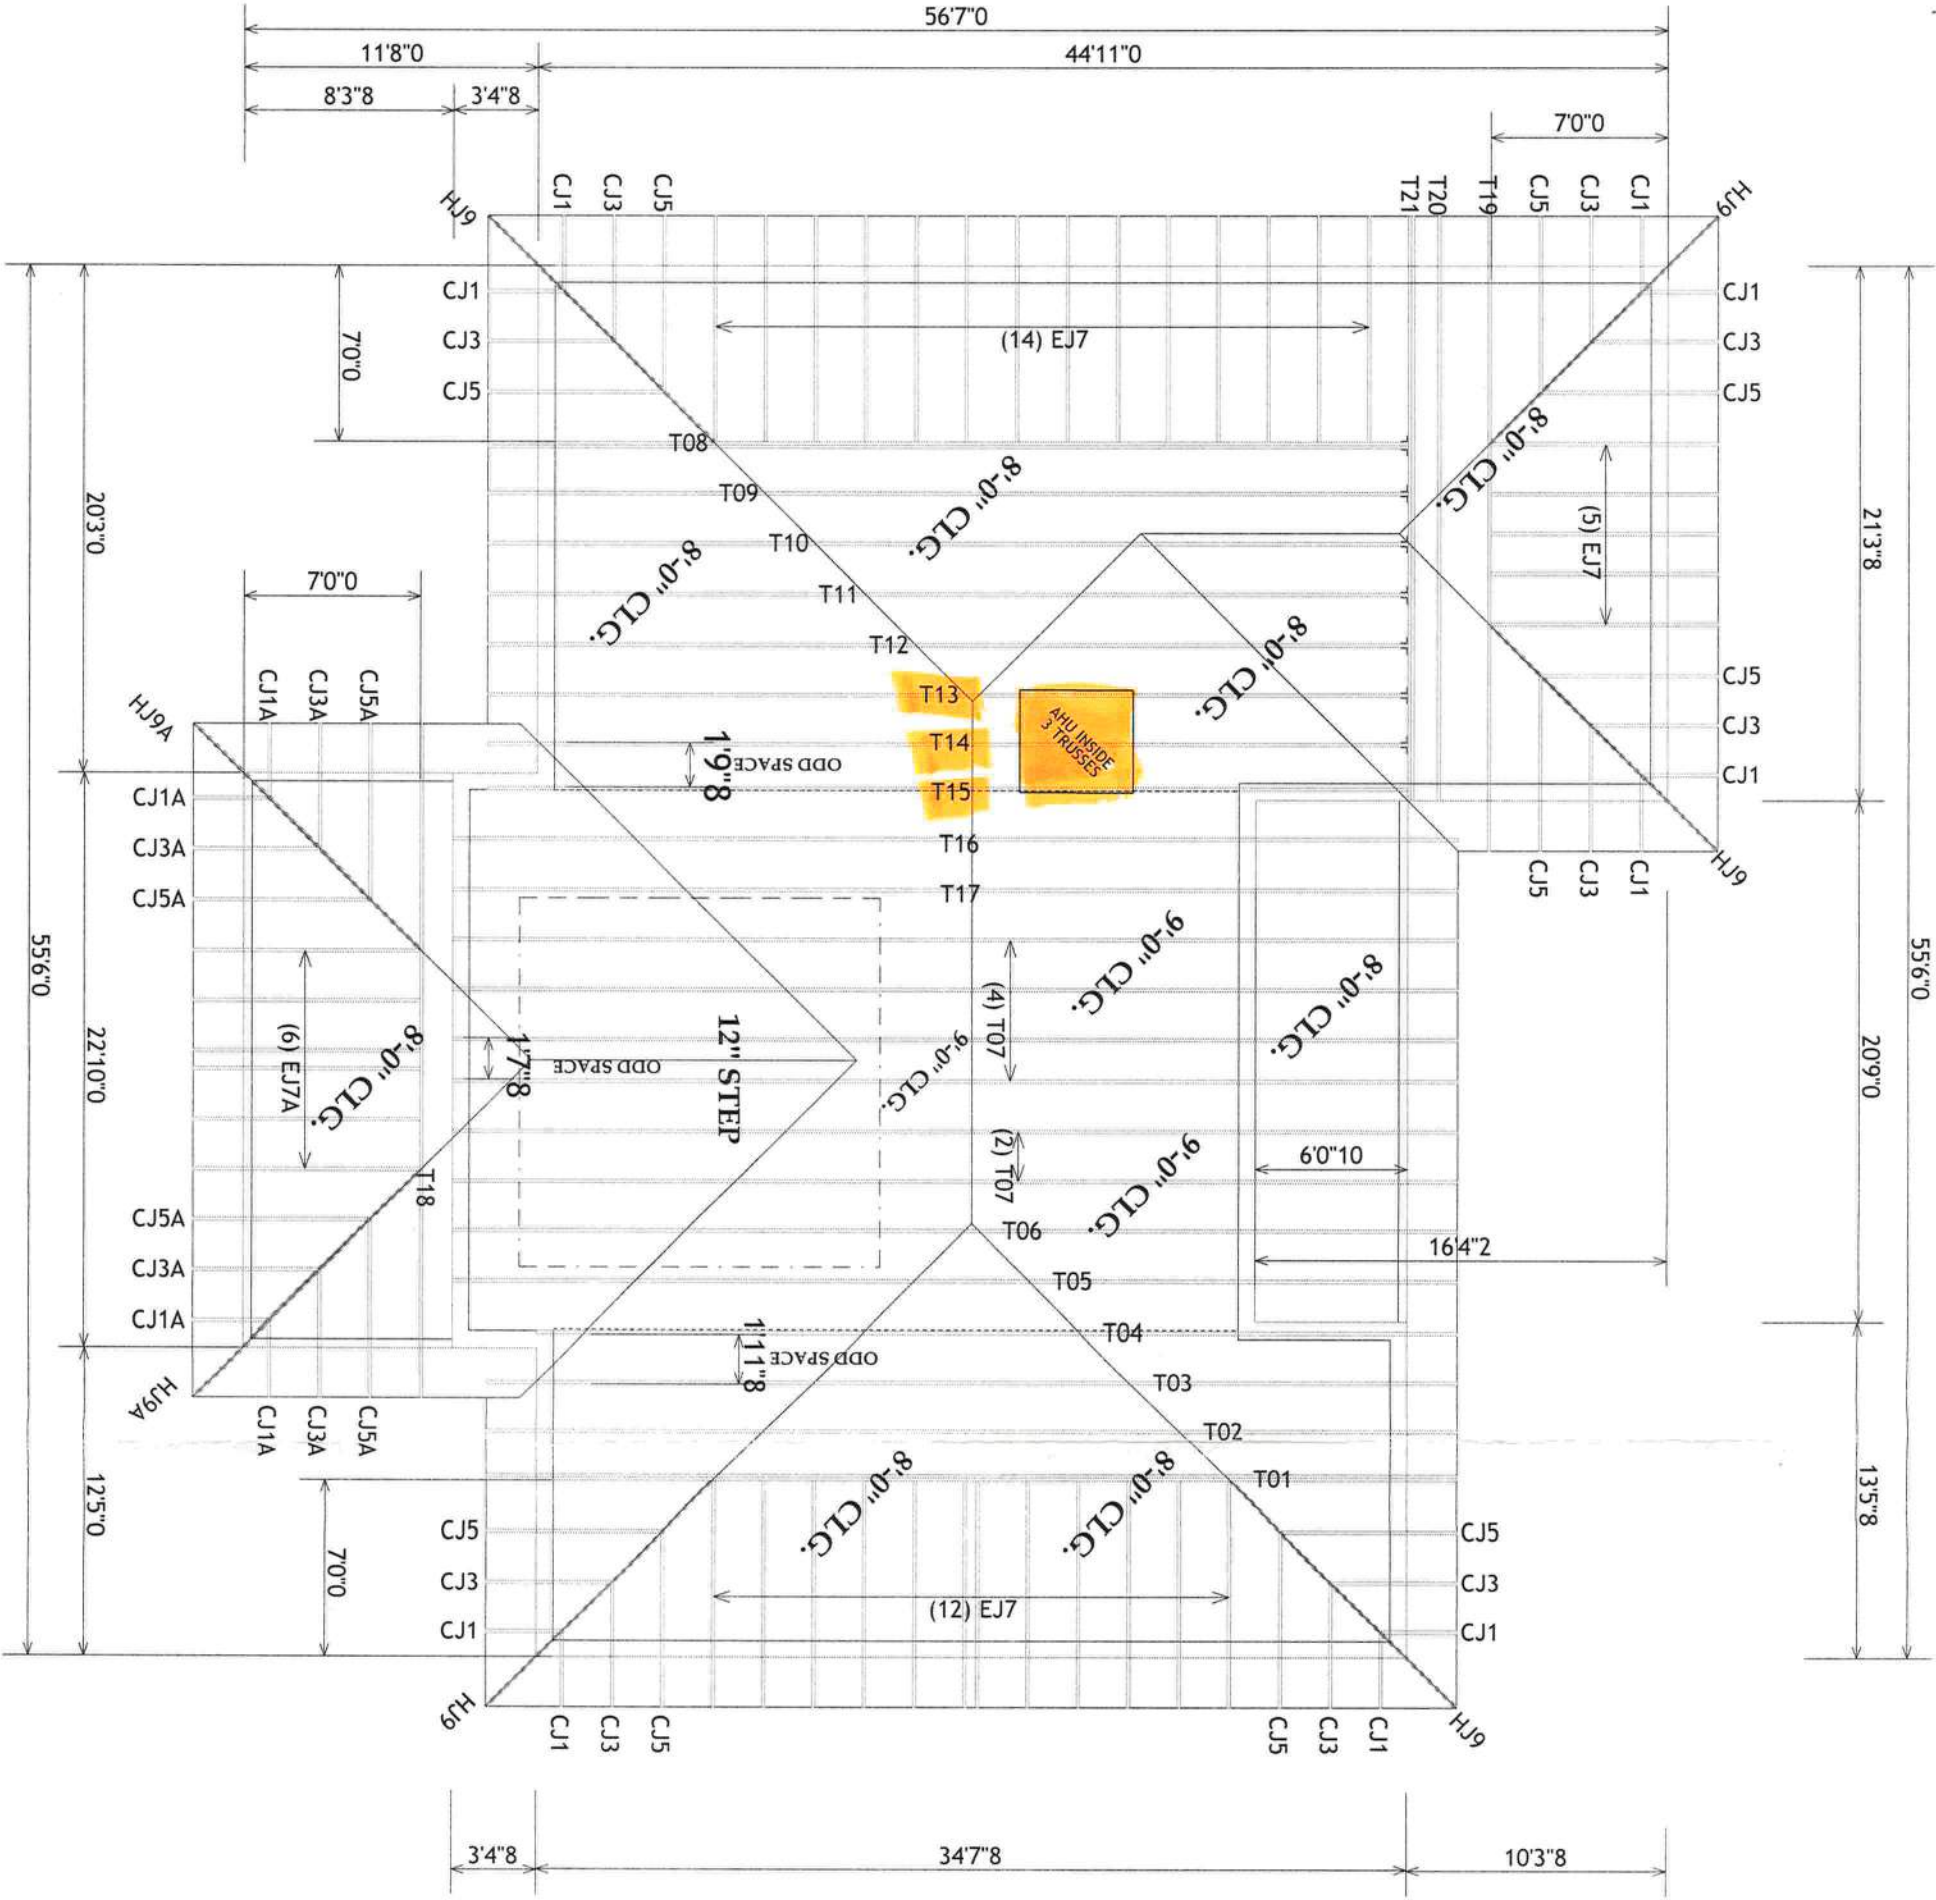 56'7"0
11'8"0
44'11"0
8'3"8
3'4"8
7'0"0
HJ9
CJ1
CJ3
CJ5
T21
T20
T19
CJ5
CJ3
CJ1
HJ9
CJ1
CJ3
CJ5
7'0"0
(14) EJ7
CJ1
CJ3
CJ5
T08
T09
T10
T11
T12
T13
T14
T15
T16
T17
8'-0" CLG.
8'-0" CLG.
8'-0" CLG.
8'-0" CLG.
(5) EJ7
21'3"8
20'3"0
AHU INSIDE
3 TRUSSES
1'9"8
ODD SPACE
CJ5
CJ3
CJ1
HJ9
CJ5
CJ3
CJ1
7'0"0
HJ9A
CJ1A
CJ3A
CJ5A
CJ1A
CJ3A
CJ5A
55'6"0
22'10"0
(6) EJ7A
8'-0" CLG.
1'7"8
ODD SPACE
12" STEP
9'-0" CLG.
(4) T07
9'-0" CLG.
8'-0" CLG.
20'9"0
55'6"0
(2) T07
9'-0" CLG.
6'0"10
16'4"2
T18
T06
T05
T04
T03
T02
T01
CJ5A
CJ3A
CJ1A
HJ9A
CJ1A
CJ3A
CJ5A
1'11"8
ODD SPACE
12'5"0
7'0"0
13'5"8
CJ5
CJ3
CJ1
8'-0" CLG.
8'-0" CLG.
(12) EJ7
CJ5
CJ3
CJ1
HJ9
CJ1
CJ3
CJ5
CJ5
CJ3
CJ1
HJ9
3'4"8
34'7"8
10'3"8